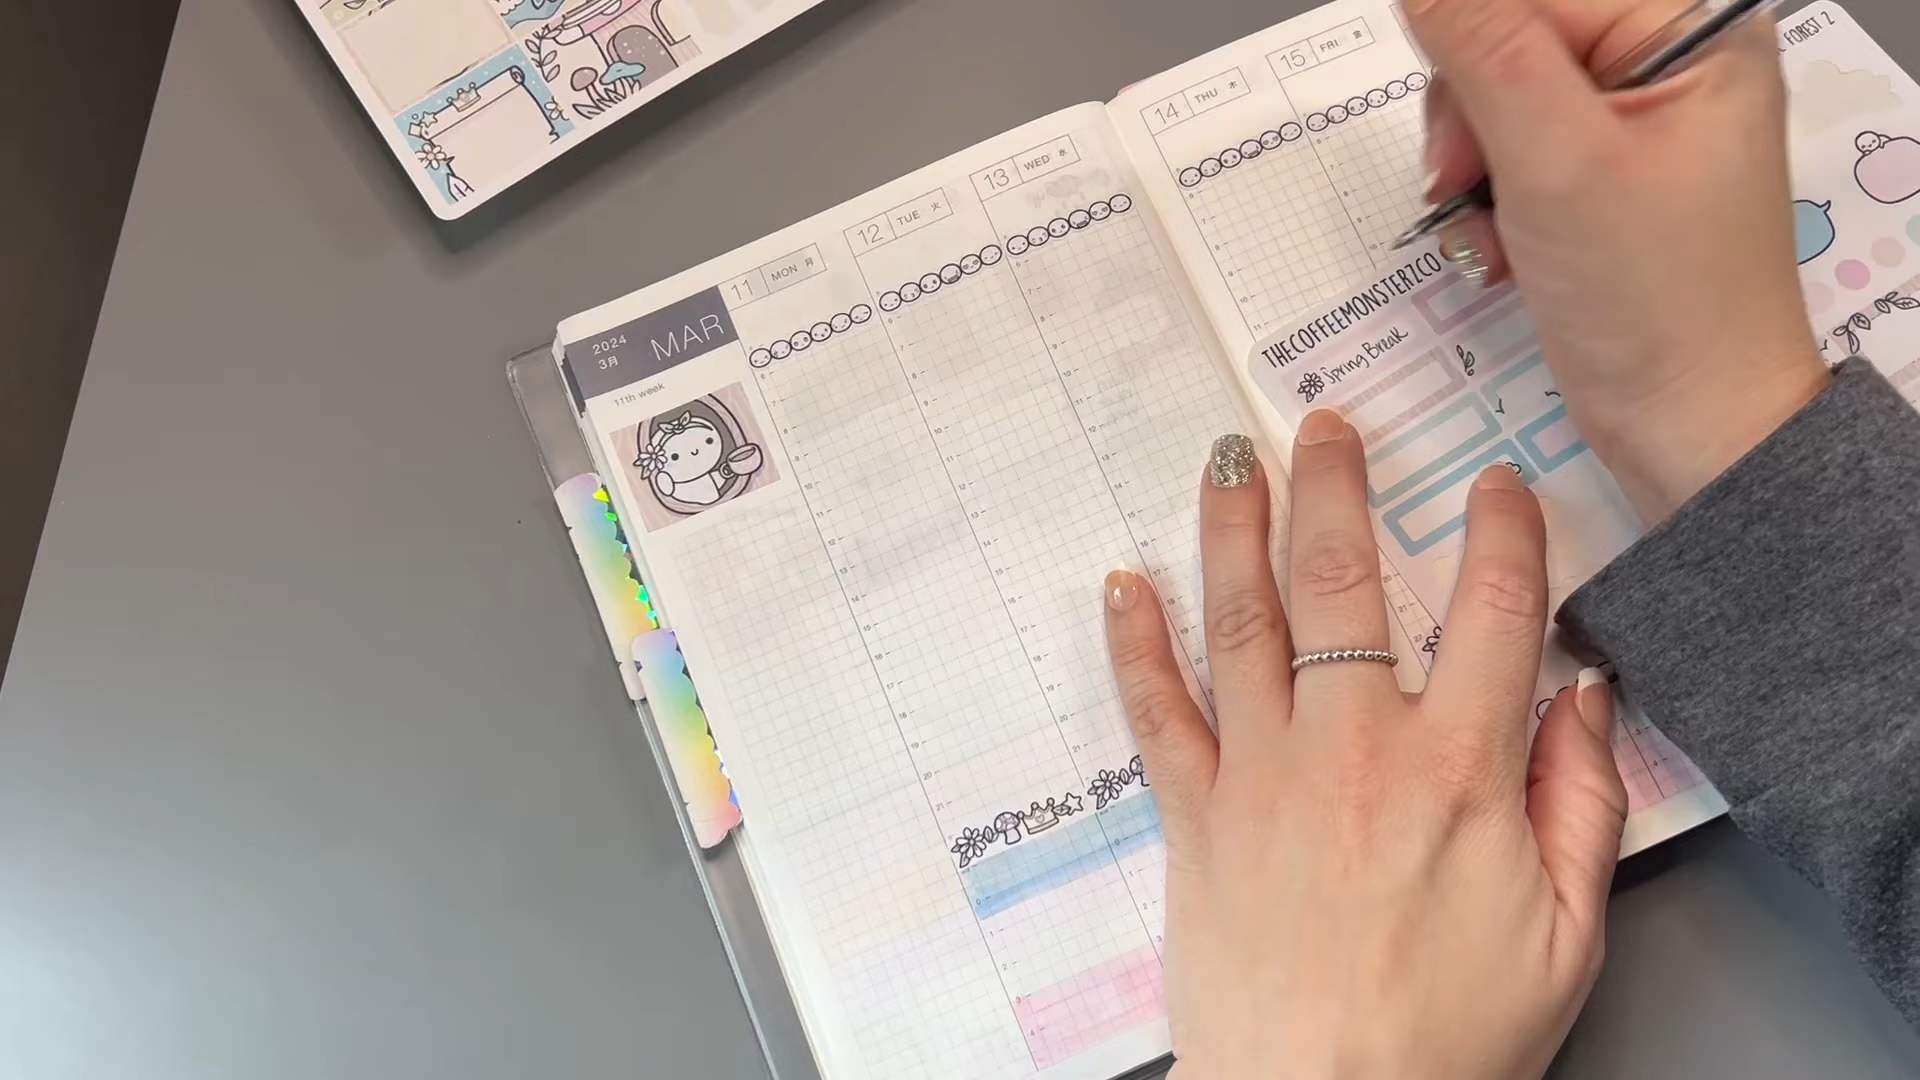 2024
3月
MAR
11th week
11 MON 月
12 TUE 火
13 WED 水
14 THU 木
15 FRI 金
FOREST 2
THECOFFEEMONSTERZCO
Spring Break